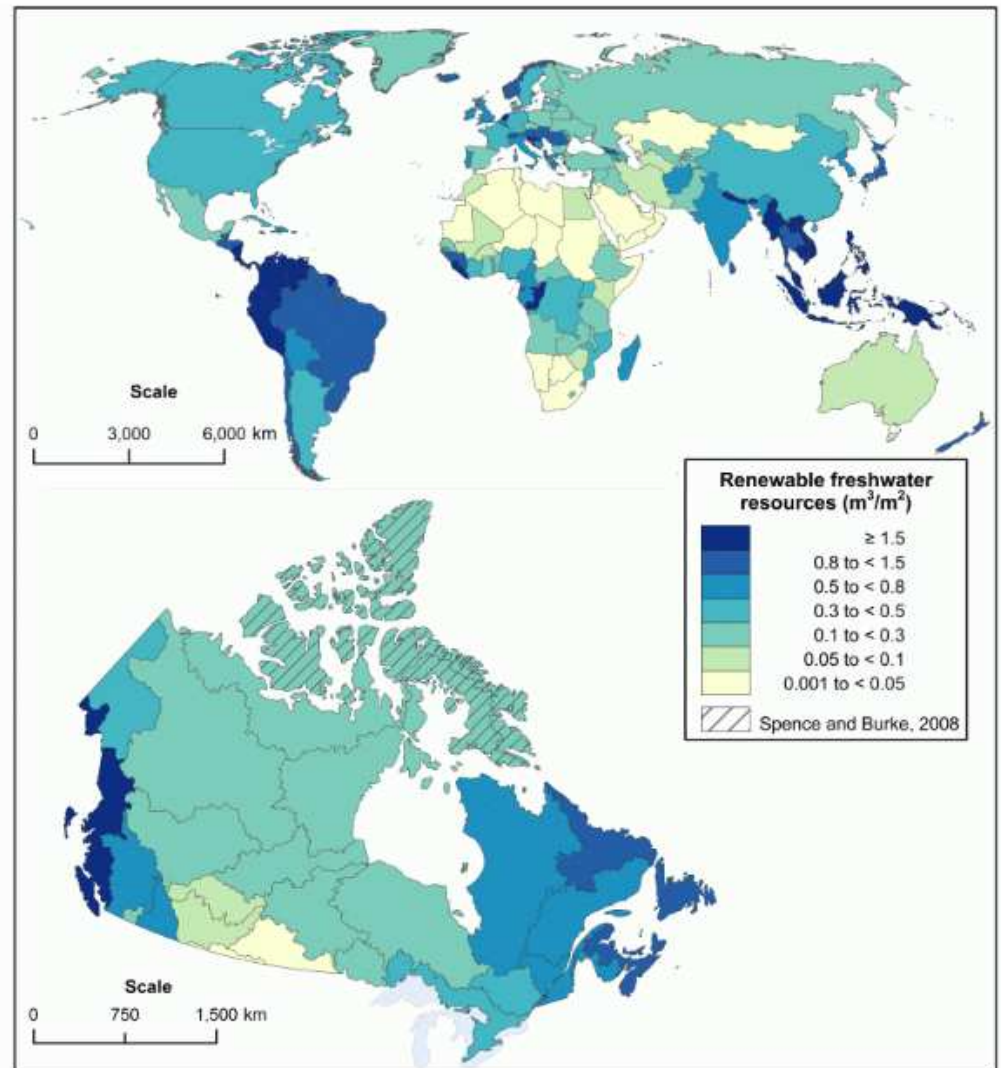 Scale
0 3,000 6,000 km
Renewable freshwater
resources (m³/m²)
≥ 1.5
0.8 to < 1.5
0.5 to < 0.8
0.3 to < 0.5
0.1 to < 0.3
0.05 to < 0.1
0.001 to < 0.05
Spence and Burke, 2008
Scale
0 750 1,500 km